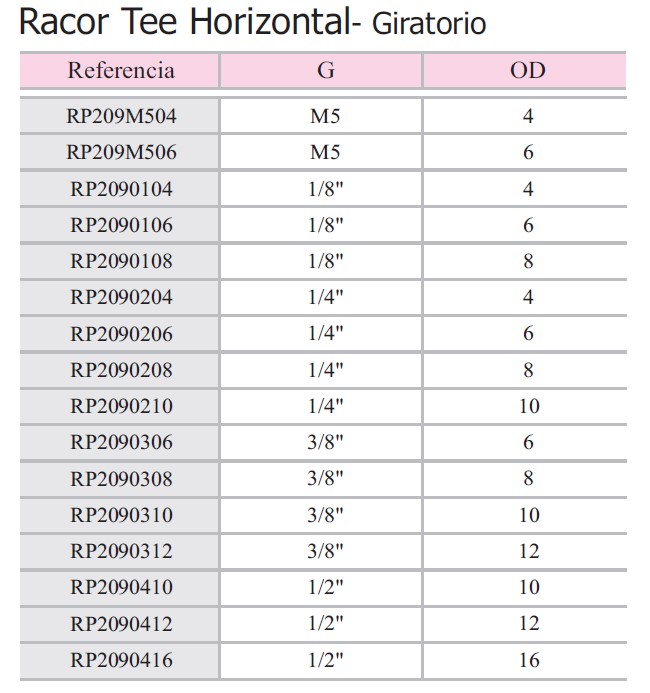 Racor Tee Horizontal- Giratorio
Referencia G OD
RP209M504 M5 4
RP209M506 M5 6
RP2090104 1/8" 4
RP2090106 1/8" 6
RP2090108 1/8" 8
RP2090204 1/4" 4
RP2090206 1/4" 6
RP2090208 1/4" 8
RP2090210 1/4" 10
RP2090306 3/8" 6
RP2090308 3/8" 8
RP2090310 3/8" 10
RP2090312 3/8" 12
RP2090410 1/2" 10
RP2090412 1/2" 12
RP2090416 1/2" 16